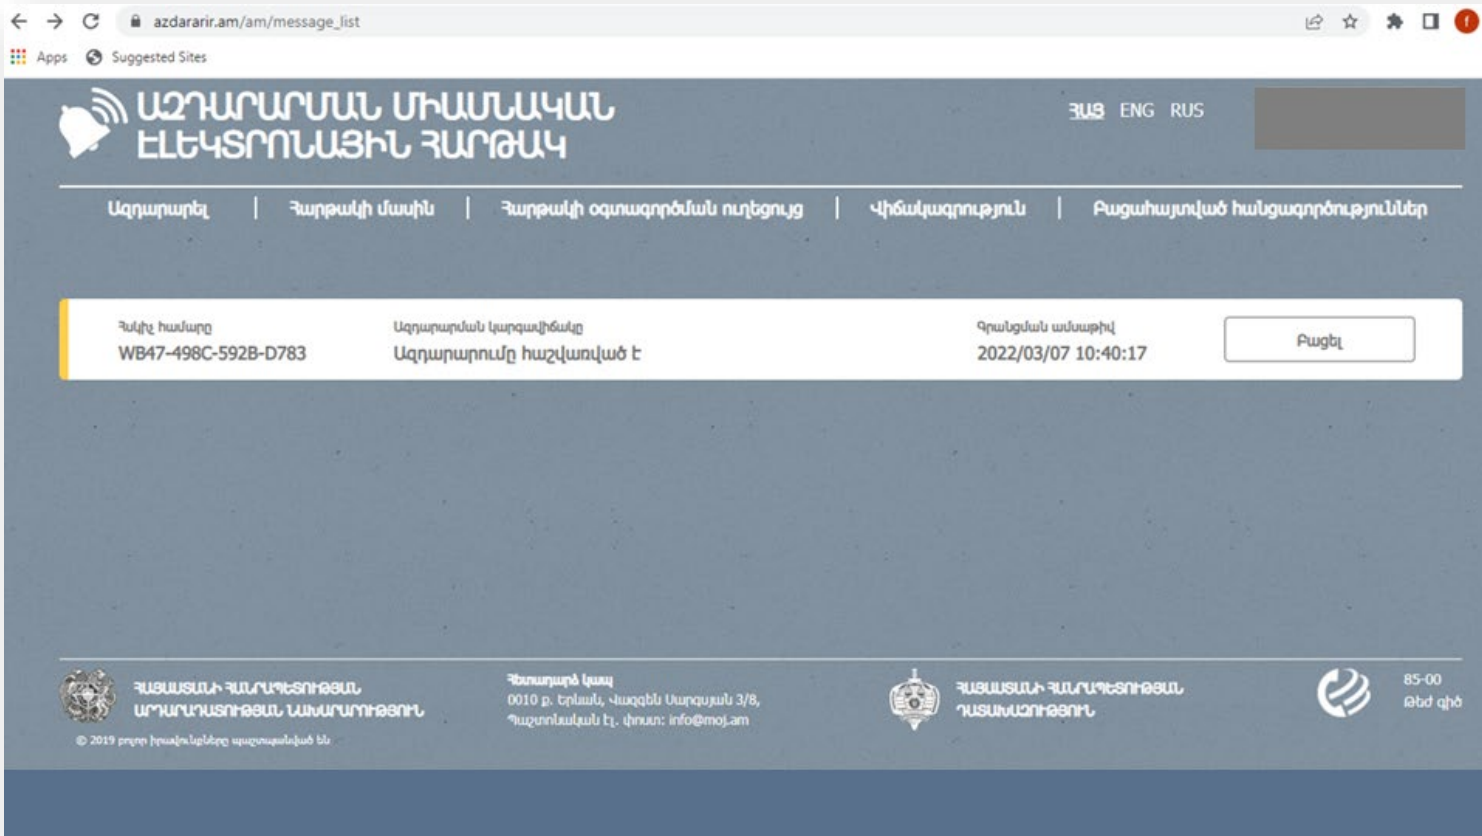 azdararir.am/am/message_list
f
Apps Suggested Sites
ԱԶԴԱՐԱՐՄԱՆ ՄԻԱՍՆԱԿԱՆ
ԷԼԵԿՏՐՈՆԱՅԻՆ ՀԱՐԹԱԿ
ՀԱՅ ENG RUS
Ազդարարել | Հարթակի մասին | Հարթակի օգտագործման ուղեցույց | Վիճակագրություն | Բացահայտված հանցագործություններ
Հսկիչ համարը
WB47-498C-592B-D783
Ազդարարման կարգավիճակը
Ազդարարումը հաշվառված է
Գրանցման ամսաթիվ
2022/03/07 10:40:17
Բացել
ՀԱՅԱՍՏԱՆԻ ՀԱՆՐԱՊԵՏՈՒԹՅԱՆ
ԱՐԴԱՐԱԴԱՏՈՒԹՅԱՆ ՆԱԽԱՐԱՐՈՒԹՅՈՒՆ
© 2019 բոլոր իրավունքները պաշտպանված են
Հետադարձ կապ
0010 ք. Երևան, Վազգեն Սարգսյան 3/8,
Պաշտոնական էլ. փոստ: info@moj.am
ՀԱՅԱՍՏԱՆԻ ՀԱՆՐԱՊԵՏՈՒԹՅԱՆ
ԴԱՏԱԽԱԶՈՒԹՅՈՒՆ
85-00
Թեժ գիծ